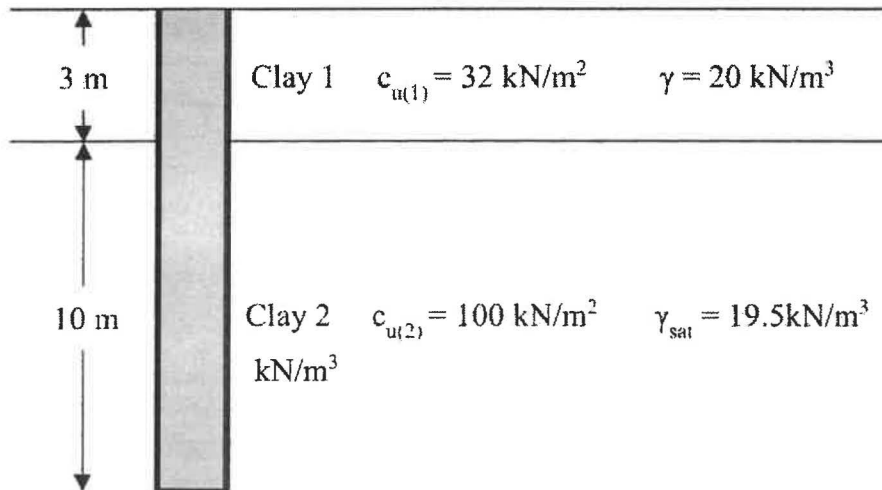 3 m Clay 1 c_u(1) = 32 kN/m² γ = 20 kN/m³
10 m Clay 2 c_u(2) = 100 kN/m² γ_sat = 19.5kN/m³
kN/m³